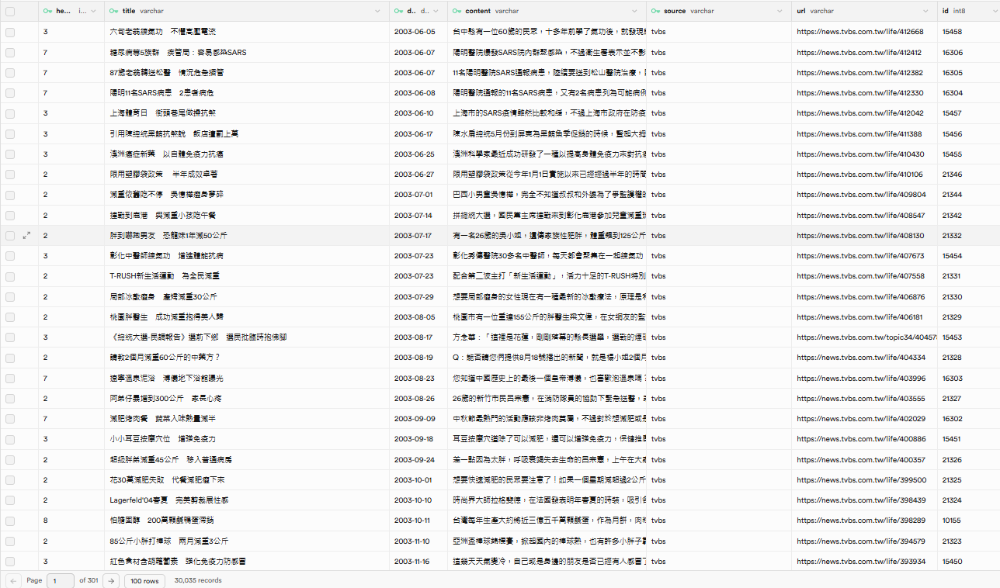 he... i... title varchar d.. d.. content varchar source varchar url varchar id int8
3 六旬老翁練氣功 不懼高壓電流 2003-06-05 台中縣有一位60歲的民眾，十多年前學了氣功後，就發現 tvbs https://news.tvbs.com.tw/life/412668 15458
7 糖尿病等5族群 疾管局：容易感染SARS 2003-06-07 陽明醫院爆發SARS院內群聚感染，不過衛生署表示並不影 tvbs https://news.tvbs.com.tw/life/412412 16306
7 87歲老翁轉送松醫 情況危急插管 2003-06-07 11名陽明醫院SARS通報病患，陸續要送到松山醫院治療， tvbs https://news.tvbs.com.tw/life/412382 16305
7 陽明11名SARS病患 2患者病危 2003-06-08 陽明醫院通報的11名SARS病患，又有2名病患列為可能病例 tvbs https://news.tvbs.com.tw/life/412330 16304
3 上海體育日 街頭巷尾做操抗煞 2003-06-10 上海市的SARS疫情雖然比較和緩，不過上海市政府在防疫 tvbs https://news.tvbs.com.tw/life/412042 15457
3 引用陳總統黑鮪抗煞說 飯店遭罰上萬 2003-06-17 陳水扁總統5月份到屏東為黑鮪魚季促銷的時候，豎起大拇 tvbs https://news.tvbs.com.tw/life/411388 15456
3 澳洲癌症新藥 以自體免疫力抗癌 2003-06-25 澳洲科學家最近成功研發了一種以提高身體免疫力來對抗 tvbs https://news.tvbs.com.tw/life/410430 15455
2 限用塑膠袋政策 半年成效卓著 2003-06-27 限用塑膠袋政策從今年1月1日實施以來已經經過半年的時間 tvbs https://news.tvbs.com.tw/life/410106 21346
2 減重依舊吃不停 吳憶樺瘦身夢碎 2003-07-01 巴西小男童吳憶樺，完全不知道叔叔和外婆為了爭監護權的 tvbs https://news.tvbs.com.tw/life/409804 21344
2 連戰到鹿港 與減重小孩吃午餐 2003-07-14 拼總統大選，國民黨主席連戰來到彰化鹿港參加兒童減重班 tvbs https://news.tvbs.com.tw/life/408547 21342
2 胖到嚇跑男友 恐龍妹1年減50公斤 2003-07-17 有一名26歲的吳小姐，遺傳家族性肥胖，體重飆到125公斤 tvbs https://news.tvbs.com.tw/life/408130 21332
3 彰化中醫師練氣功 增進體能抗病 2003-07-23 彰化秀傳醫院30多名中醫師，每天都會聚集在一起練氣功 tvbs https://news.tvbs.com.tw/life/407673 15454
2 T-RUSH新生活運動 為全民減重 2003-07-23 配合第二波主打「新生活運動」，活力十足的T-RUSH特別 tvbs https://news.tvbs.com.tw/life/407558 21331
2 局部冰敷瘦身 產婦減重30公斤 2003-07-29 想要局部瘦身的女性現在有一種最新的冰敷療法，原理是利 tvbs https://news.tvbs.com.tw/life/406876 21330
2 桃園胖醫生 成功減重抱得美人歸 2003-08-05 桃園市有一位重達155公斤的胖醫生梁文偉，在女網友的監 tvbs https://news.tvbs.com.tw/life/406181 21329
3 《總統大選-民調報告》選前下鄉 選民批臨時抱佛腳 2003-08-17 方念華：「這裡是花蓮，剛剛落幕的縣長選舉，選戰的煙硝 tvbs https://news.tvbs.com.tw/topic34/40457 15453
2 請教2個月減重60公斤的中藥方？ 2003-08-19 Q：能否請您們提供8月18號播出的新聞，就是楊小姐2個月 tvbs https://news.tvbs.com.tw/life/404334 21328
7 遼寧溫泉泥浴 溥儀地下浴館曝光 2003-08-23 您知道中國歷史上的最後一個皇帝溥儀，也喜歡泡溫泉嗎？ tvbs https://news.tvbs.com.tw/life/403996 16303
2 阿弟仔暴增到300公斤 家長心疼 2003-08-26 26歲的新竹市民呂宗憲，在消防隊員的協助下緊急送醫， tvbs https://news.tvbs.com.tw/life/403555 21327
7 減肥烤肉餐 蔬菜入味熱量減半 2003-09-09 中秋節最熱門的活動應該非烤肉莫屬，不過對於想減肥或是 tvbs https://news.tvbs.com.tw/life/402029 16302
3 小小耳豆按摩穴位 增強免疫力 2003-09-18 耳豆按摩穴道除了可以減肥，還可以增強免疫力，保健推廣 tvbs https://news.tvbs.com.tw/life/400886 15451
2 超級胖弟減重45公斤 移入普通病房 2003-09-24 差一點因為太胖，呼吸衰竭失去生命的呂宗憲，上午在大家 tvbs https://news.tvbs.com.tw/life/400357 21326
2 花30萬減肥失敗 代餐減肥瘦下來 2003-10-01 想要快速減肥的民眾要注意了！如果一個星期減超過2公斤 tvbs https://news.tvbs.com.tw/life/399500 21325
2 Lagerfeld'04春夏 完美剪裁展性感 2003-10-10 時尚界大師拉格斐德，在法國發表明年春夏的時裝，吸引各 tvbs https://news.tvbs.com.tw/life/398439 21324
8 怕膽固醇 200萬顆鹹鴨蛋滯銷 2003-10-11 台灣每年生產大約將近三億五千萬顆鹹蛋，作為月餅，肉粽 tvbs https://news.tvbs.com.tw/life/398289 10155
2 85公斤小胖打棒球 兩月減重3公斤 2003-11-10 亞洲盃棒球錦標賽，掀起國內的棒球熱，也有許多小胖子 tvbs https://news.tvbs.com.tw/life/394579 21323
3 紅色食材含胡蘿蔔素 強化免疫力防感冒 2003-11-16 這幾天天氣變冷，自己或是身邊的朋友是否已經有人感冒了 tvbs https://news.tvbs.com.tw/life/393934 15450
Page 1 of 301 100 rows 30,035 records